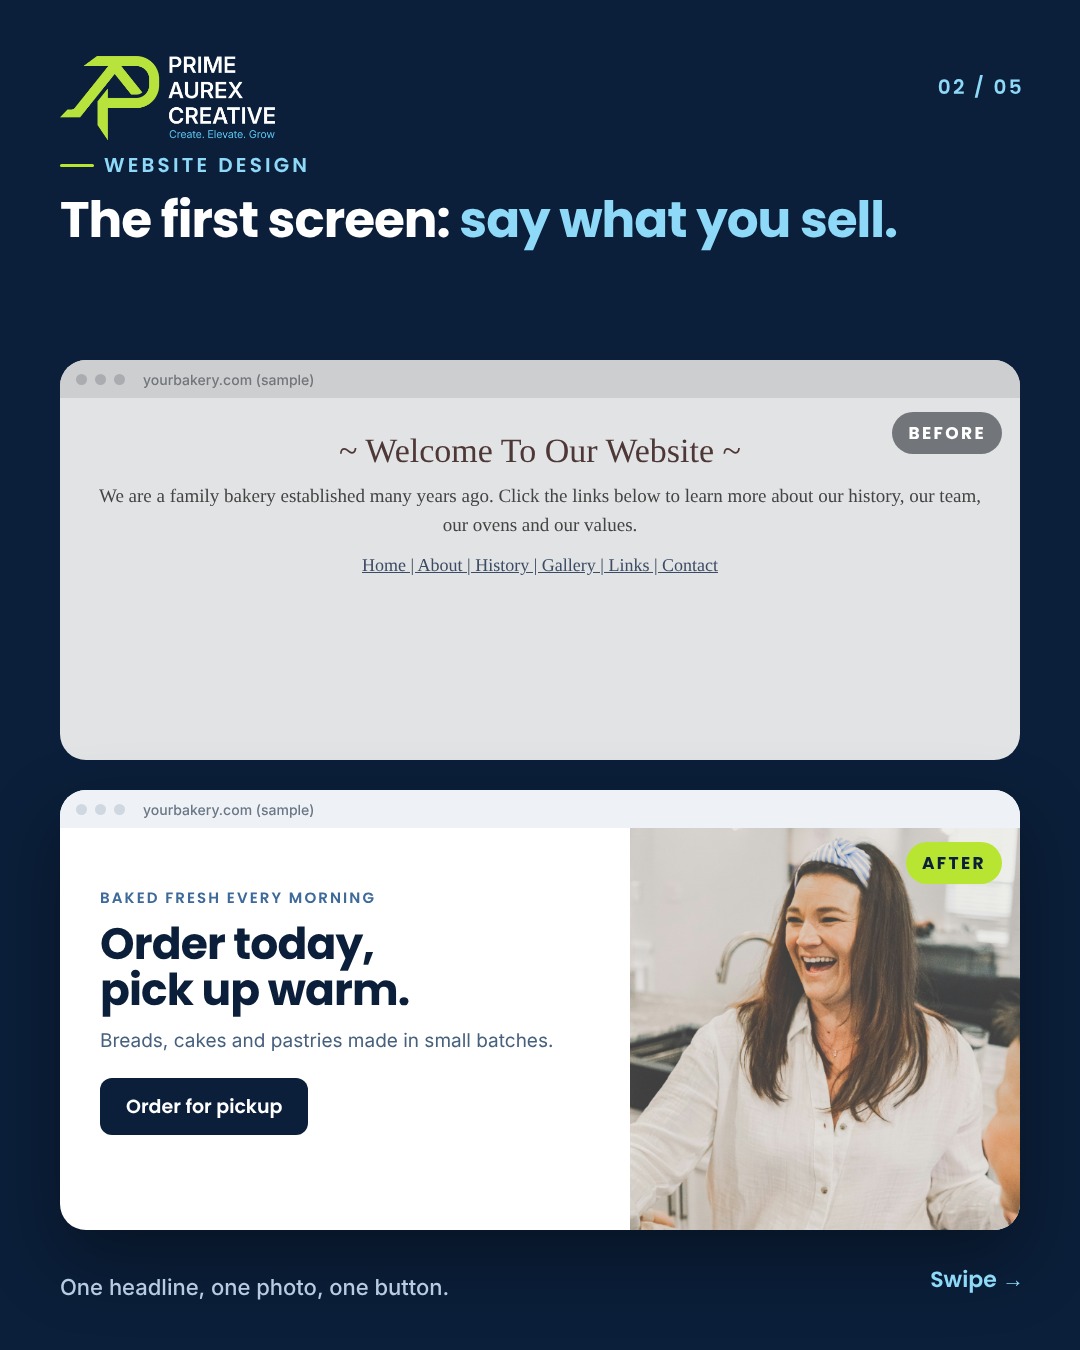 PRIME
AUREX
CREATIVE
Create. Elevate. Grow
02 / 05
WEBSITE DESIGN
The first screen: say what you sell.
yourbakery.com (sample)
BEFORE
~ Welcome To Our Website ~
We are a family bakery established many years ago. Click the links below to learn more about our history, our team,
our ovens and our values.
Home | About | History | Gallery | Links | Contact
yourbakery.com (sample)
AFTER
BAKED FRESH EVERY MORNING
Order today,
pick up warm.
Breads, cakes and pastries made in small batches.
Order for pickup
One headline, one photo, one button.
Swipe →